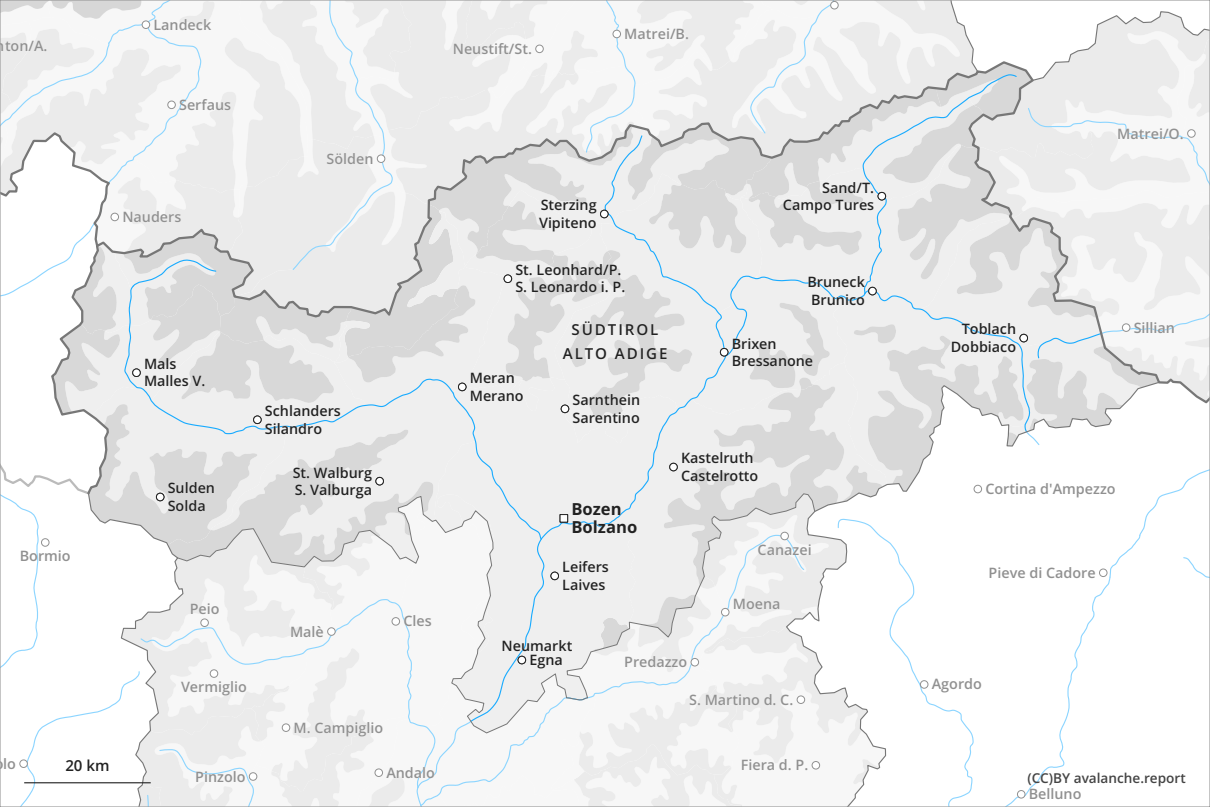 Landeck
Matrei/B.
nton/A.
Neustift/St.
Serfaus
Matrei/O.
Sölden
Sand/T.
Campo Tures
Sterzing
Vipiteno
Nauders
St. Leonhard/P.
S. Leonardo i. P.
Bruneck
Brunico
SÜDTIROL
ALTO ADIGE
Toblach
Dobbiaco
Sillian
Brixen
Bressanone
Mals
Malles V.
Meran
Merano
Sarnthein
Sarentino
Schlanders
Silandro
Kastelruth
Castelrotto
St. Walburg
S. Valburga
Sulden
Solda
Cortina d'Ampezzo
Bozen
Bolzano
Bormio
Canazei
Leifers
Laives
Pieve di Cadore
Peio
Moena
Malè
Cles
Neumarkt
Egna
Predazzo
Vermiglio
Agordo
S. Martino d. C.
M. Campiglio
olo
20 km
Pinzolo
Andalo
Fiera d. P.
(CC)BY avalanche.report
Belluno